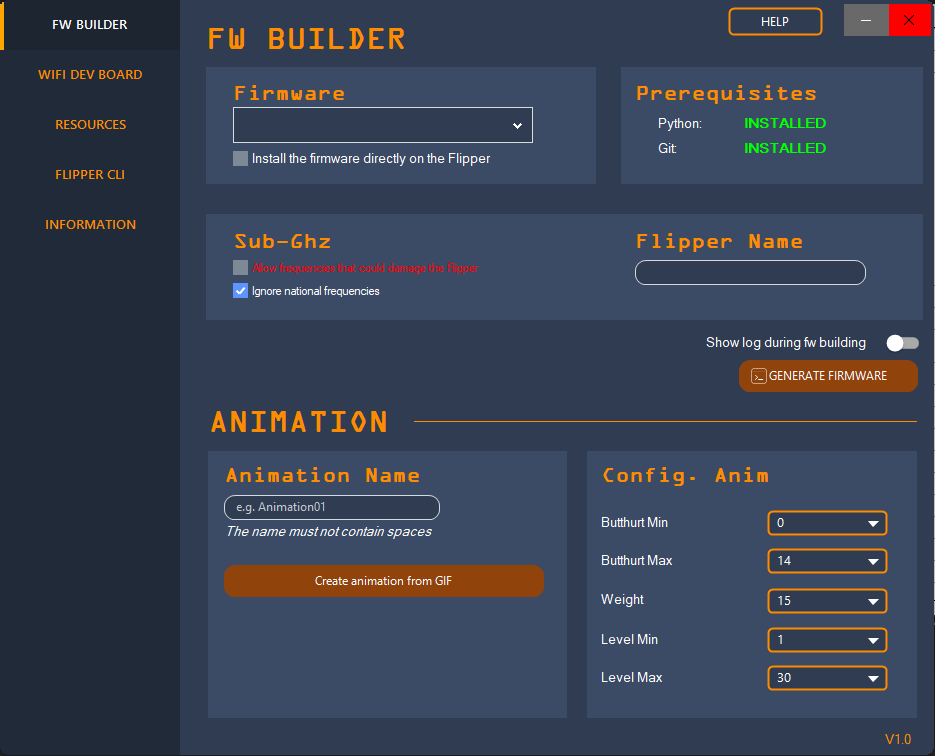 FW BUILDER
WIFI DEV BOARD
RESOURCES
FLIPPER CLI
INFORMATION
FW BUILDER
HELP
Firmware
Install the firmware directly on the Flipper
Prerequisites
Python: INSTALLED
Git: INSTALLED
Sub-Ghz
Allow frequencies that could damage the Flipper
Ignore national frequencies
Flipper Name
Show log during fw building
GENERATE FIRMWARE
ANIMATION
Animation Name
e.g. Animation01
The name must not contain spaces
Create animation from GIF
Config. Anim
Butthurt Min 0
Butthurt Max 14
Weight 15
Level Min 1
Level Max 30
V1.0